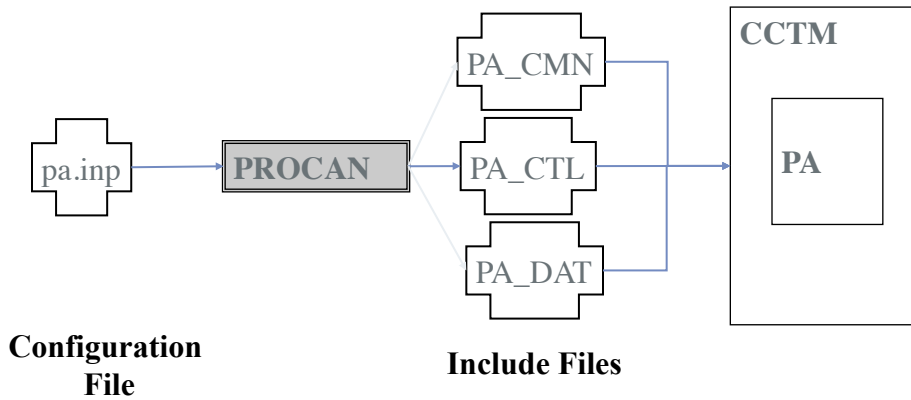 pa.inp
PROCAN
PA_CMN
PA_CTL
PA_DAT
CCTM
PA
Configuration
File
Include Files